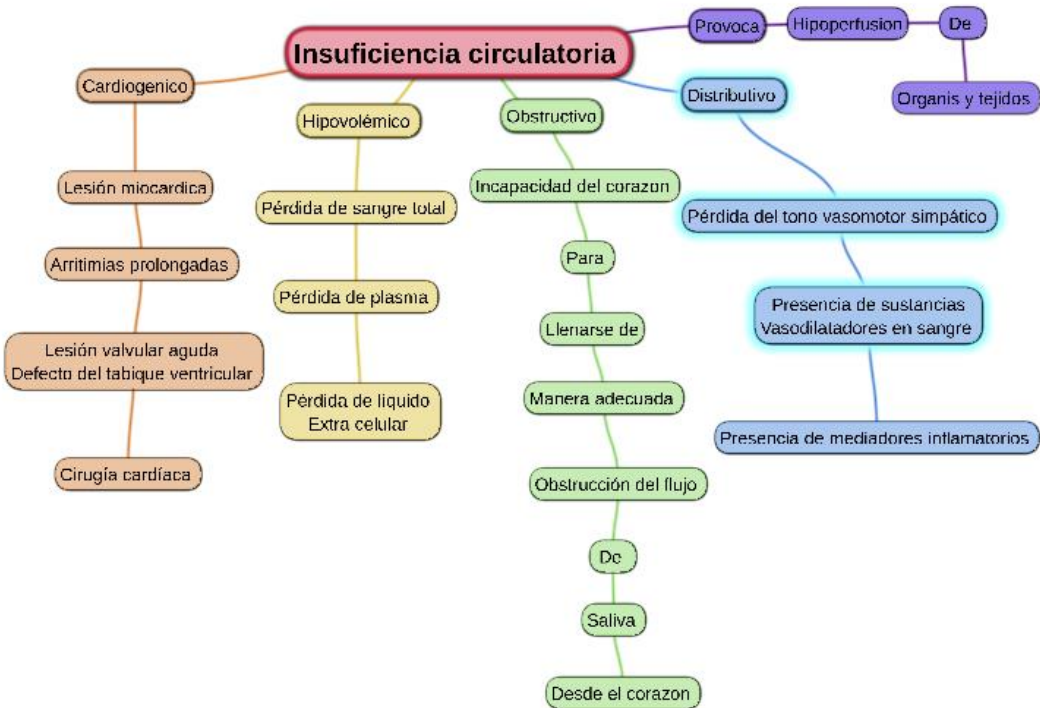 Insuficiencia circulatoria
Provoca
Hipoperfusion
De
Organis y tejidos
Cardiogenico
Lesión miocardica
Arritimias prolongadas
Lesión valvular aguda
Defecto del tabique ventricular
Cirugía cardíaca
Hipovolémico
Pérdida de sangre total
Pérdida de plasma
Pérdida de liquido
Extra celular
Obstructivo
Incapacidad del corazon
Para
Llenarse de
Manera adecuada
Obstrucción del flujo
De
Saliva
Desde el corazon
Distributivo
Pérdida del tono vasomotor simpático
Presencia de sustancias
Vasodilatadores en sangre
Presencia de mediadores inflamatorios